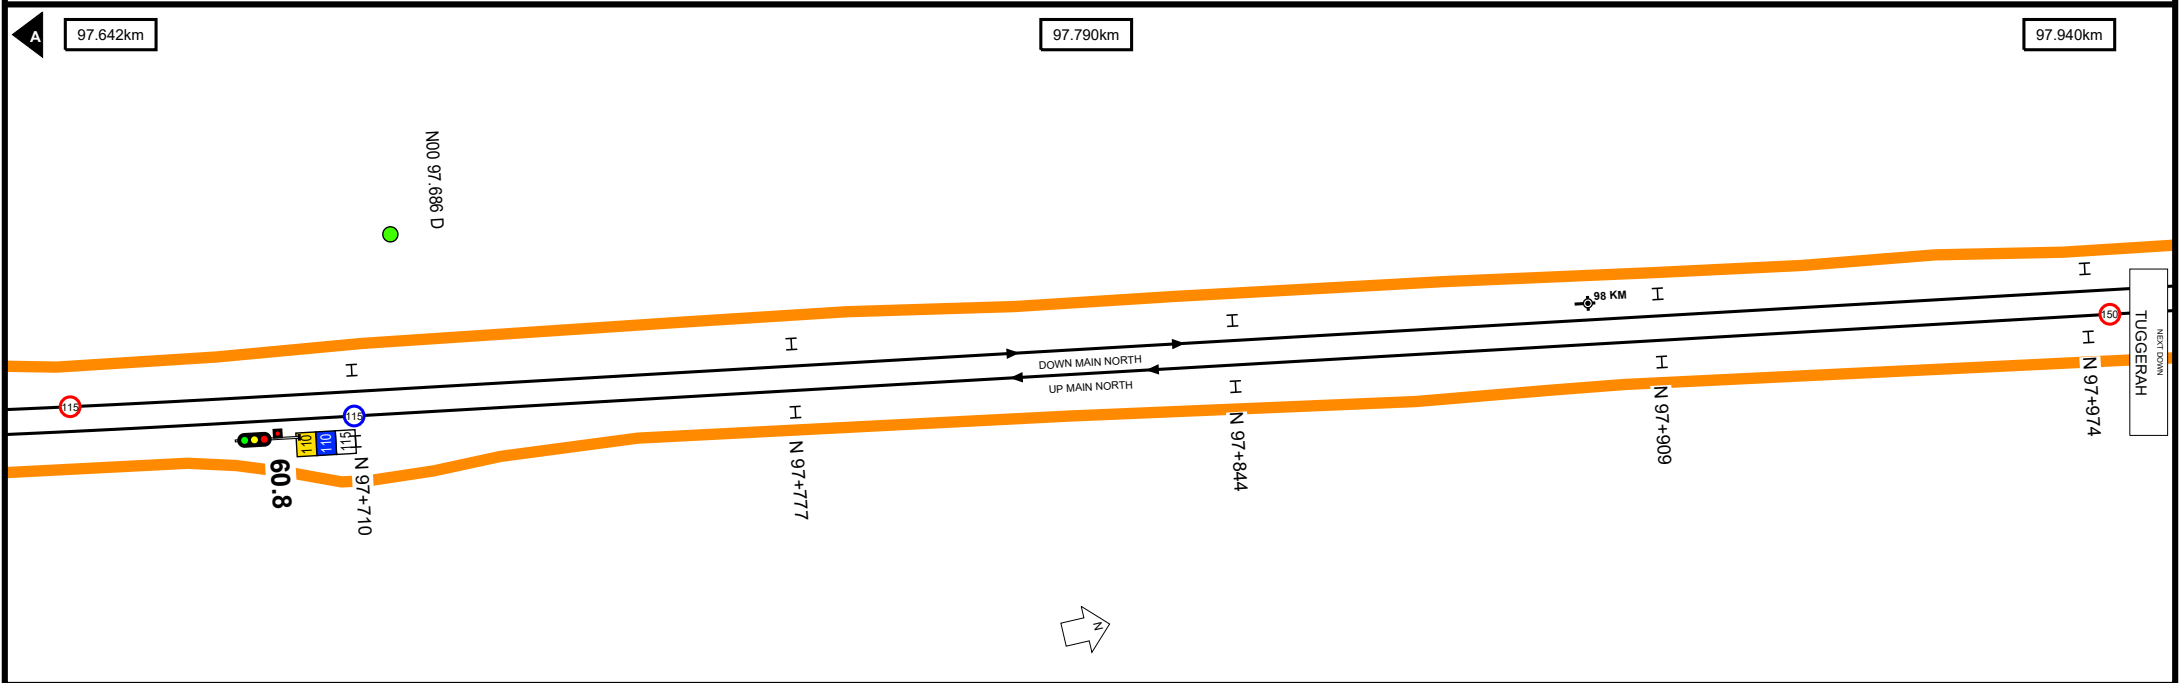 A
97.642km
97.790km
97.940km
N00 97.686 D
98 KM
DOWN MAIN NORTH
UP MAIN NORTH
115
115
150
110
110
115
60.8
N 97+710
N 97+777
N 97+844
N 97+909
N 97+974
NEXT DOWN
TUGGERAH
N